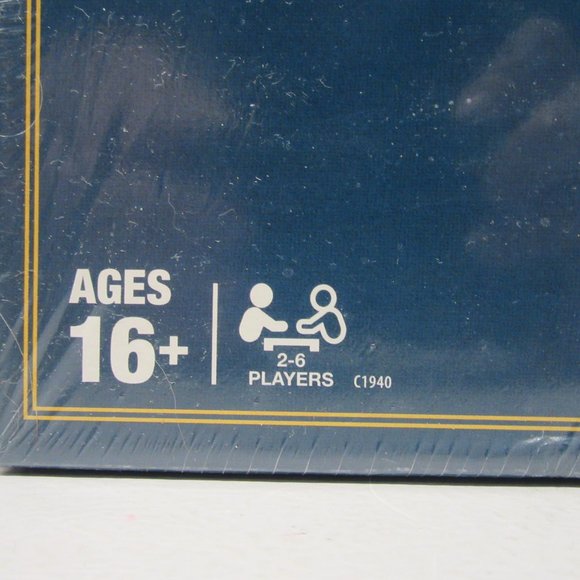 AGES
16+
2-6
PLAYERS C1940